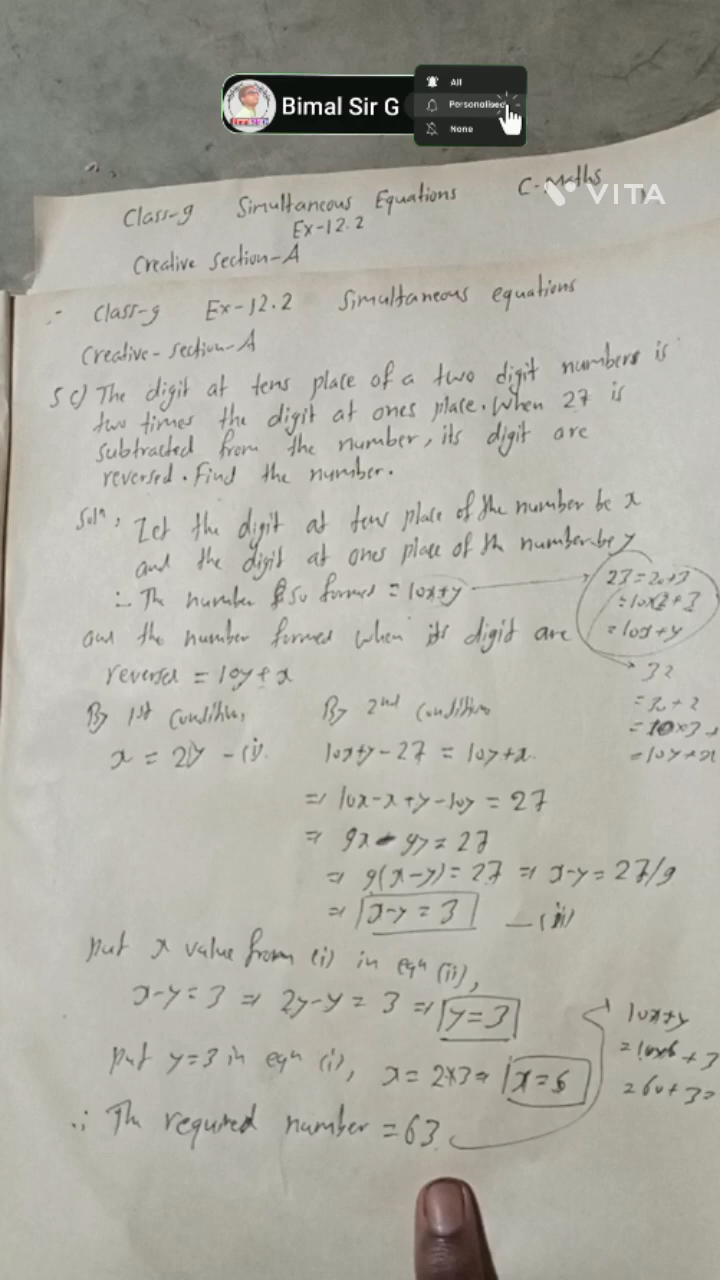 Bimal Sir G
All
Personalised
None
VITA
Class-9 Simultaneous Equations C-Maths
Ex-12.2
Creative section-A
:- Class-9 Ex-12.2 Simultaneous equations
Creative-section-A
5 c) The digit at tens place of a two digit numbers is
two times the digit at ones place. When 27 is
subtracted from the number, its digit are
reversed. Find the number.
Solⁿ, Let the digit at tens place of the number be x
and the digit at ones place of the number be y
∴ The number so formed = 10x+y
23=20+3
=10×2+3
=10x+y
and the number formed when its digit are
reversed = 10y+x
32
=30+2
=10×3+
=10y+x
By 1st condition, By 2nd condition
x = 2y - (i). 10x+y-27 = 10y+x.
=> 10x-x+y-10y = 27
=> 9x-9y=27
=> 9(x-y)=27 => x-y=27/9
=> x-y=3 -(ii)
put x value from (i) in eqn (ii),
x-y=3 => 2y-y=3 => y=3
put y=3 in eqn (i), x=2×3=> x=6
10x+y
=10×6+3
=60+3=
∴ Th required number = 63